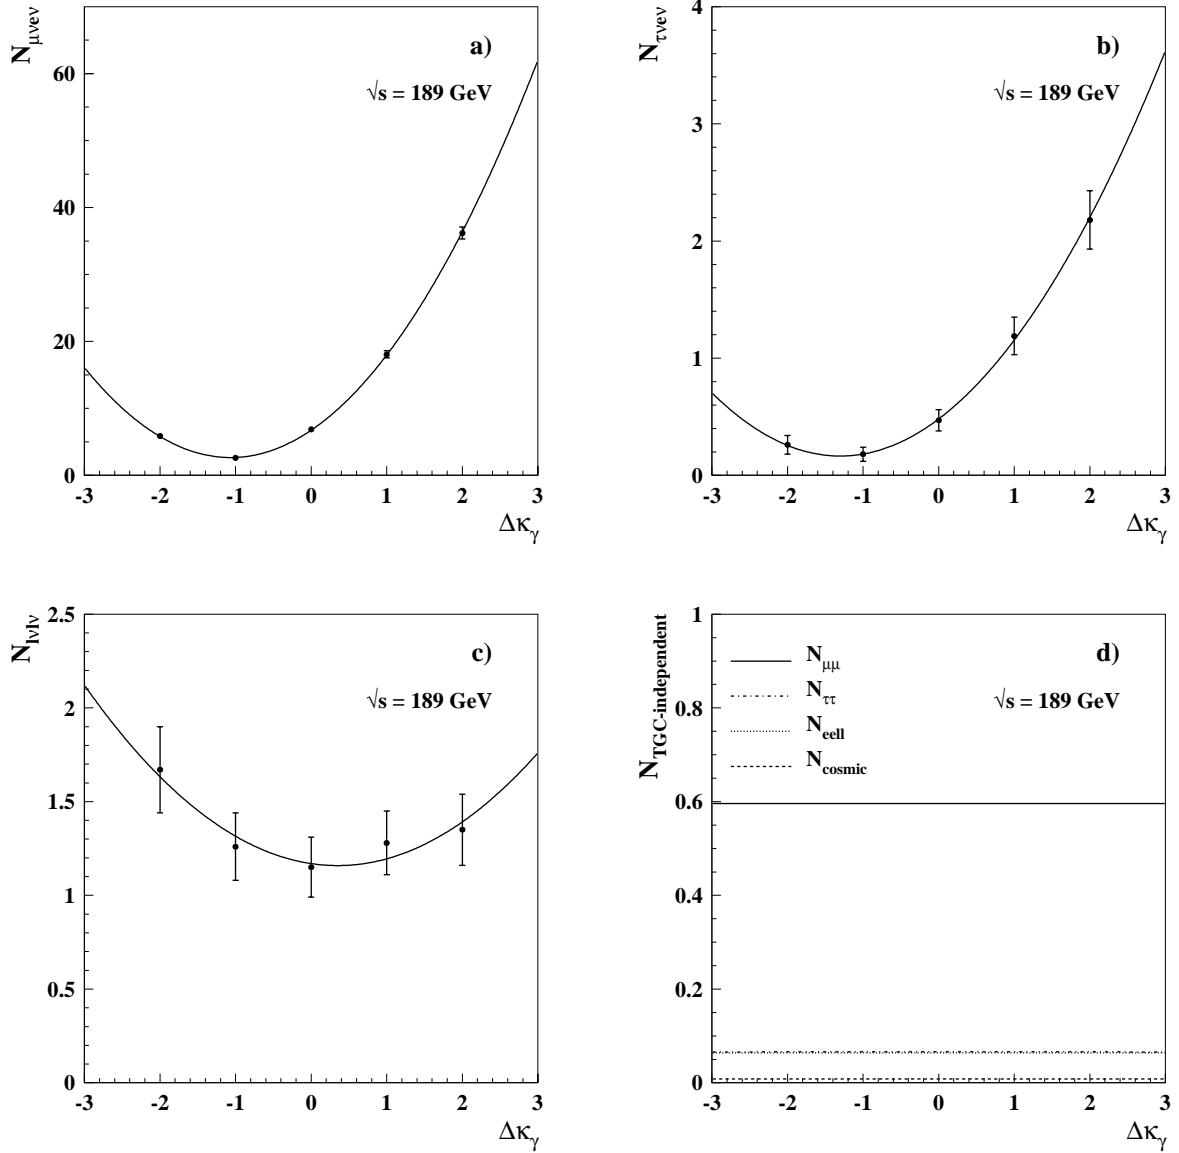 a)
√s = 189 GeV
N_μνeν
60
40
20
0
-3 -2 -1 0 1 2 3
Δκ_γ
b)
√s = 189 GeV
N_τνeν
4
3
2
1
0
-3 -2 -1 0 1 2 3
Δκ_γ
c)
√s = 189 GeV
N_lνlν
2.5
2
1.5
1
0.5
0
-3 -2 -1 0 1 2 3
Δκ_γ
d)
√s = 189 GeV
N_TGC-independent
N_μμ
N_ττ
N_eell
N_cosmic
1
0.8
0.6
0.4
0.2
0
-3 -2 -1 0 1 2 3
Δκ_γ